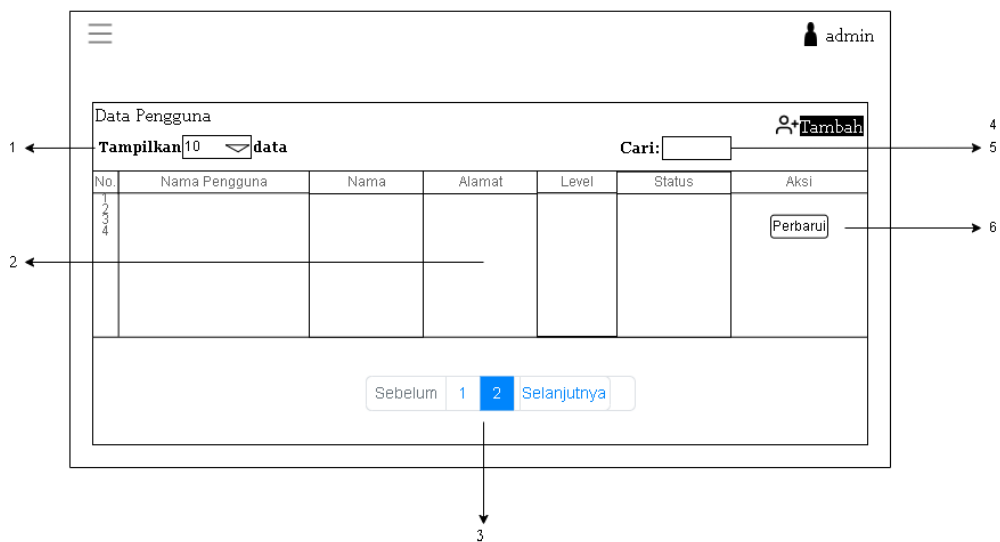 admin
Data Pengguna
Tambah
4
1
Tampilkan 10 data
Cari:
5
No. Nama Pengguna Nama Alamat Level Status Aksi
1
2
3
4
Perbarui
6
2
Sebelum 1 2 Selanjutnya
3